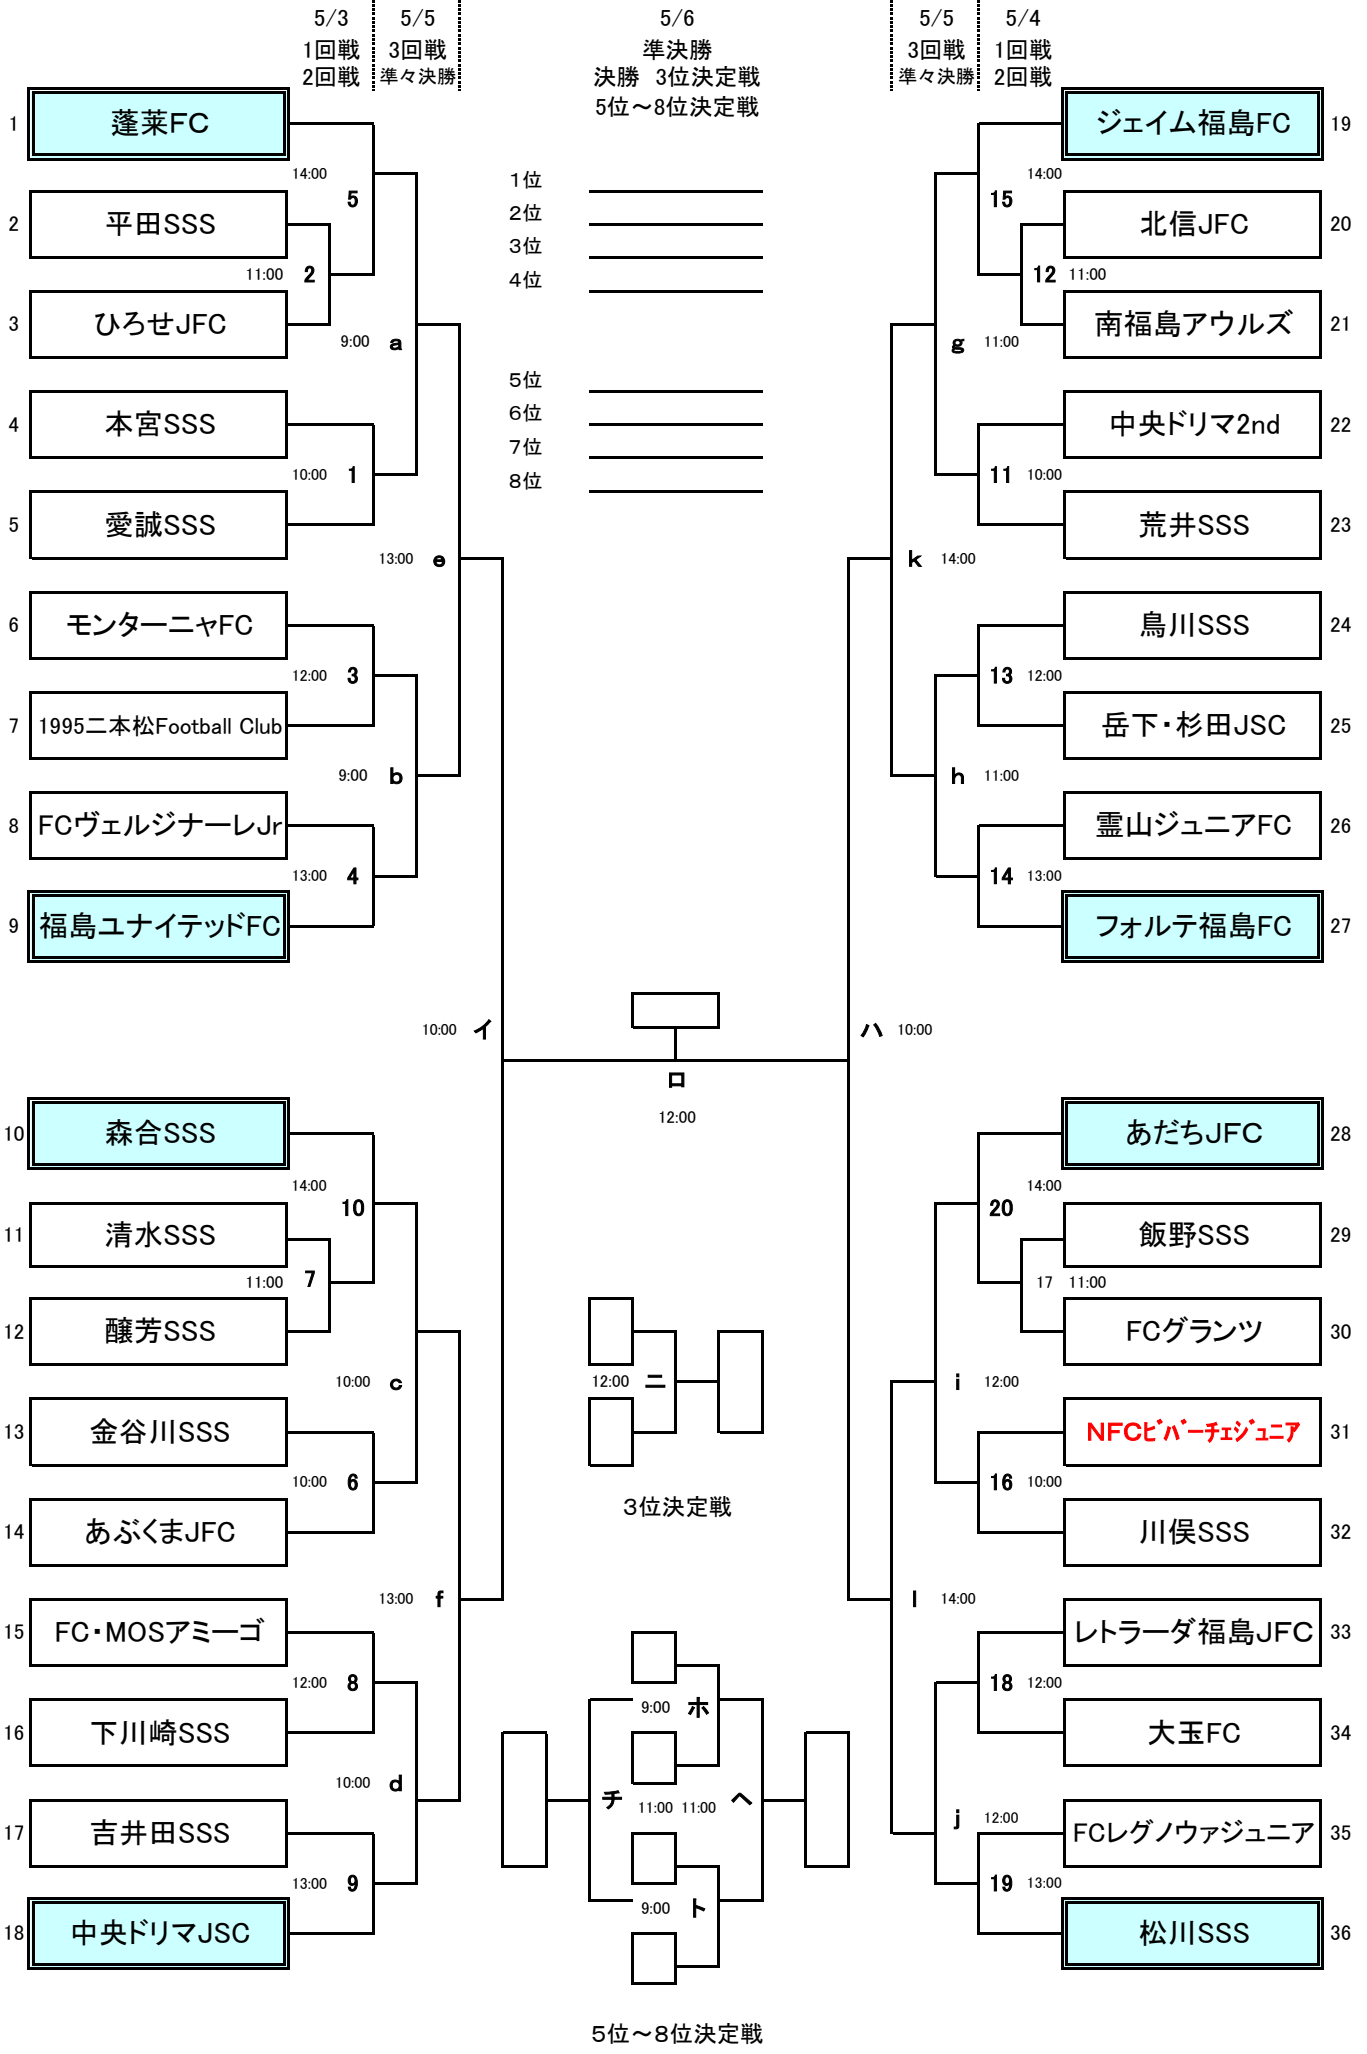 5/3 5/5 5/6 5/5 5/4
1回戦 3回戦 準決勝 3回戦 1回戦
2回戦 準々決勝 決勝 3位決定戦 準々決勝 2回戦
5位～8位決定戦
1 蓬莱FC
14:00 5
2 平田SSS
11:00 2
3 ひろせJFC
9:00 a
4 本宮SSS
10:00 1
5 愛誠SSS
13:00 e
6 モンターニャFC
12:00 3
7 1995二本松Football Club
9:00 b
8 FCヴェルジナーレJr
13:00 4
9 福島ユナイテッドFC
10:00 イ
10 森合SSS
14:00 10
11 清水SSS
11:00 7
12 醸芳SSS
10:00 c
13 金谷川SSS
10:00 6
14 あぶくまJFC
13:00 f
15 FC・MOSアミーゴ
12:00 8
16 下川崎SSS
10:00 d
17 吉井田SSS
13:00 9
18 中央ドリマJSC
1位
2位
3位
4位
5位
6位
7位
8位
ロ
12:00
12:00 ニ
3位決定戦
9:00 ホ
チ 11:00 11:00 ヘ
9:00 ト
5位～8位決定戦
ジェイム福島FC 19
15 14:00
北信JFC 20
12 11:00
南福島アウルズ 21
g 11:00
中央ドリマ2nd 22
11 10:00
荒井SSS 23
k 14:00
鳥川SSS 24
13 12:00
岳下・杉田JSC 25
h 11:00
霊山ジュニアFC 26
14 13:00
フォルテ福島FC 27
ハ 10:00
あだちJFC 28
20 14:00
飯野SSS 29
17 11:00
FCグランツ 30
i 12:00
NFCビバーチェジュニア 31
16 10:00
川俣SSS 32
l 14:00
レトラーダ福島JFC 33
18 12:00
大玉FC 34
j 12:00
FCレグノウァジュニア 35
19 13:00
松川SSS 36